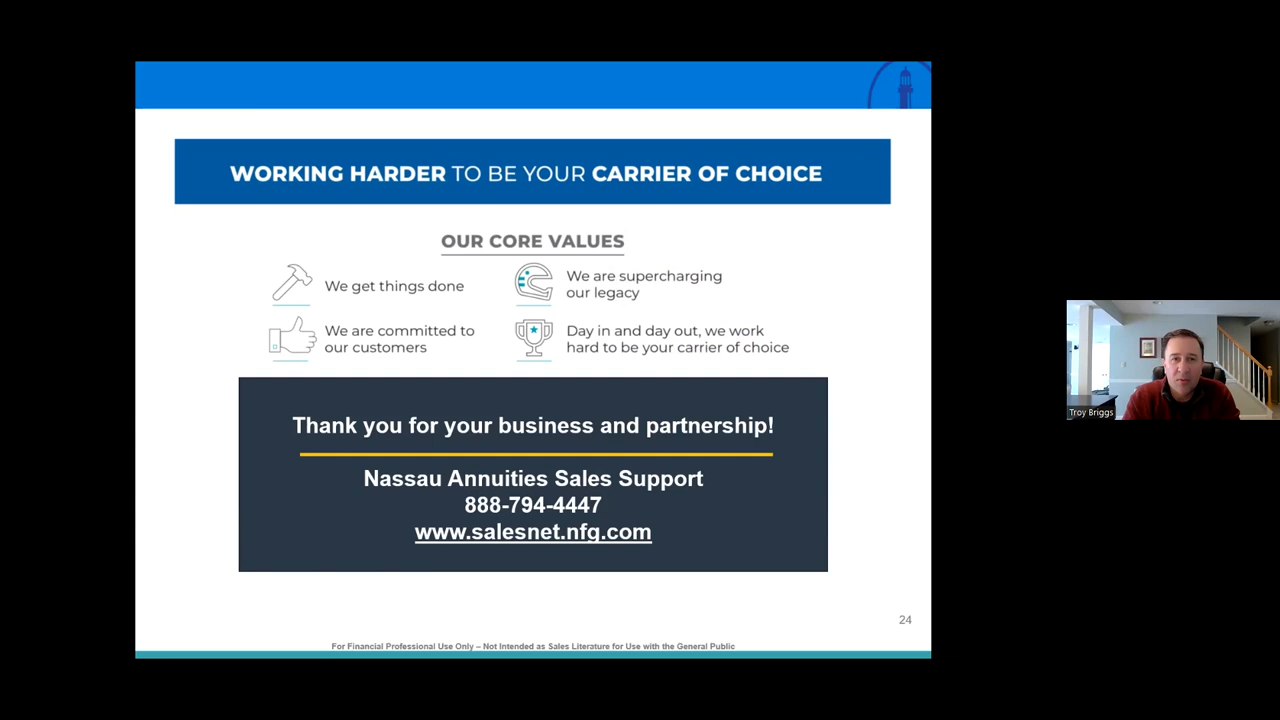 WORKING HARDER TO BE YOUR CARRIER OF CHOICE
OUR CORE VALUES
We get things done
We are supercharging
our legacy
We are committed to
our customers
Day in and day out, we work
hard to be your carrier of choice
Thank you for your business and partnership!
Nassau Annuities Sales Support
888-794-4447
www.salesnet.nfg.com
24
For Financial Professional Use Only – Not Intended as Sales Literature for Use with the General Public
Troy Briggs